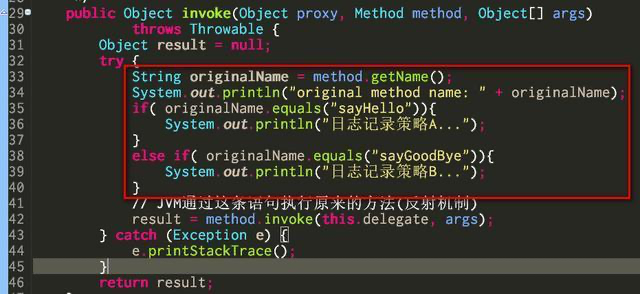 29 public Object invoke(Object proxy, Method method, Object[] args)
30 throws Throwable {
31 Object result = null;
32 try {
33 String originalName = method.getName();
34 System.out.println("original method name: " + originalName);
35 if( originalName.equals("sayHello")){
36 System.out.println("日志记录策略A...");
37 }
38 else if( originalName.equals("sayGoodBye")){
39 System.out.println("日志记录策略B...");
40 }
41 // JVM通过这条语句执行原来的方法(反射机制)
42 result = method.invoke(this.delegate, args);
43 } catch (Exception e) {
44 e.printStackTrace();
45 }
46 return result;